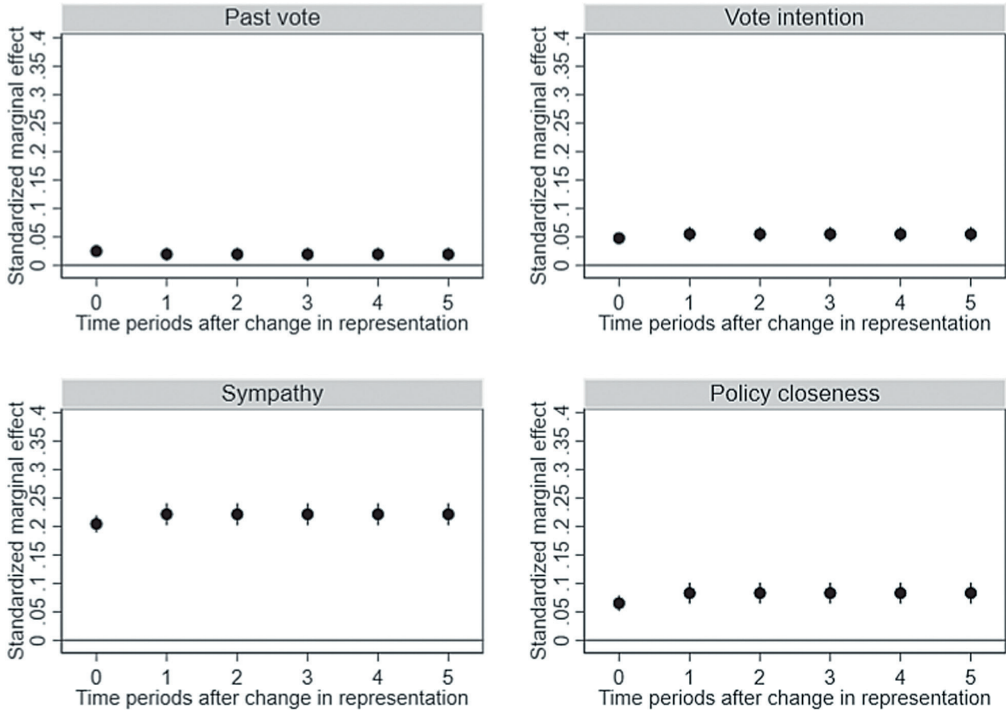 Past vote
Standardized marginal effect
0 .05 .1 .15 .2 .25 .3 .35 .4
0 1 2 3 4 5
Time periods after change in representation
Vote intention
Standardized marginal effect
0 .05 .1 .15 .2 .25 .3 .35 .4
0 1 2 3 4 5
Time periods after change in representation
Sympathy
Standardized marginal effect
0 .05 .1 .15 .2 .25 .3 .35 .4
0 1 2 3 4 5
Time periods after change in representation
Policy closeness
Standardized marginal effect
0 .05 .1 .15 .2 .25 .3 .35 .4
0 1 2 3 4 5
Time periods after change in representation